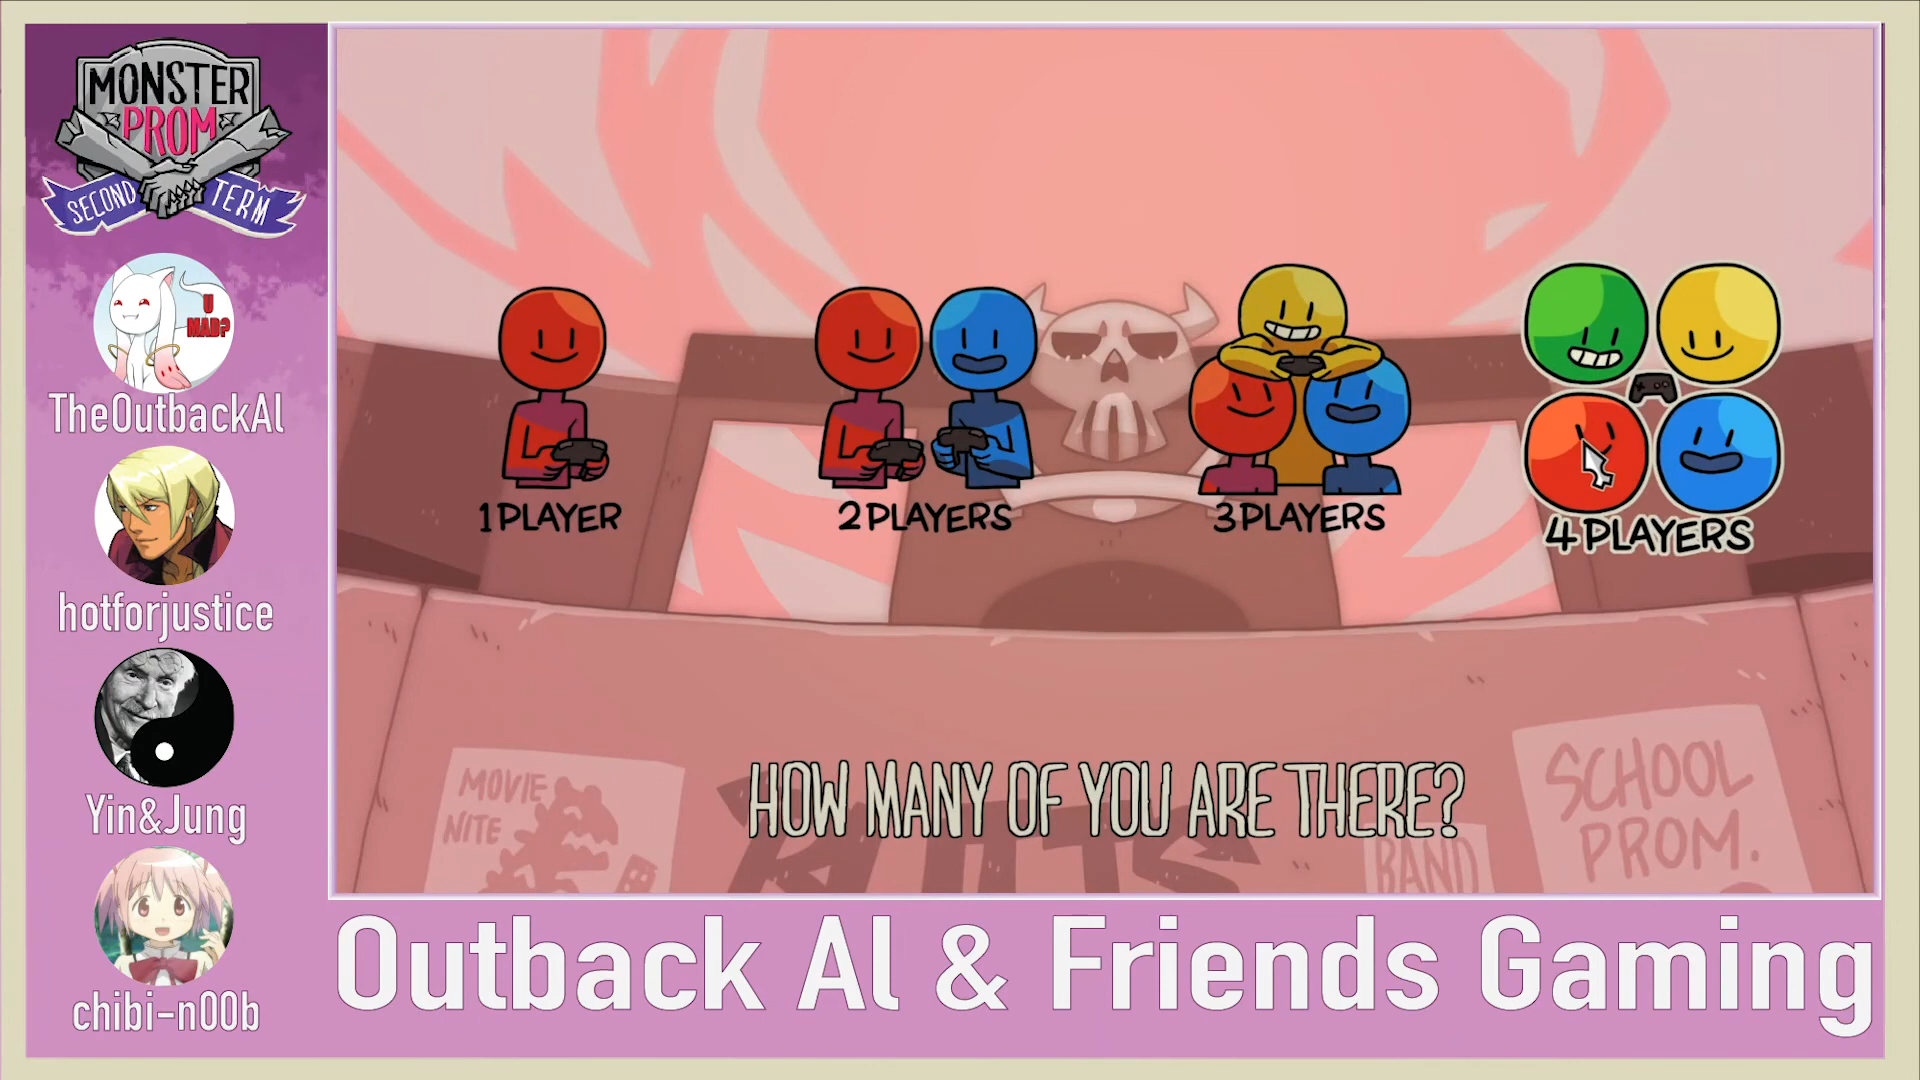 MONSTER
PROM
SECOND TERM
U
MAD?
TheOutbackAl
hotforjustice
Yin&Jung
chibi-n00b
1 PLAYER
2 PLAYERS
3 PLAYERS
4 PLAYERS
HOW MANY OF YOU ARE THERE?
MOVIE
NITE
BAND
SCHOOL
PROM.
Outback Al & Friends Gaming